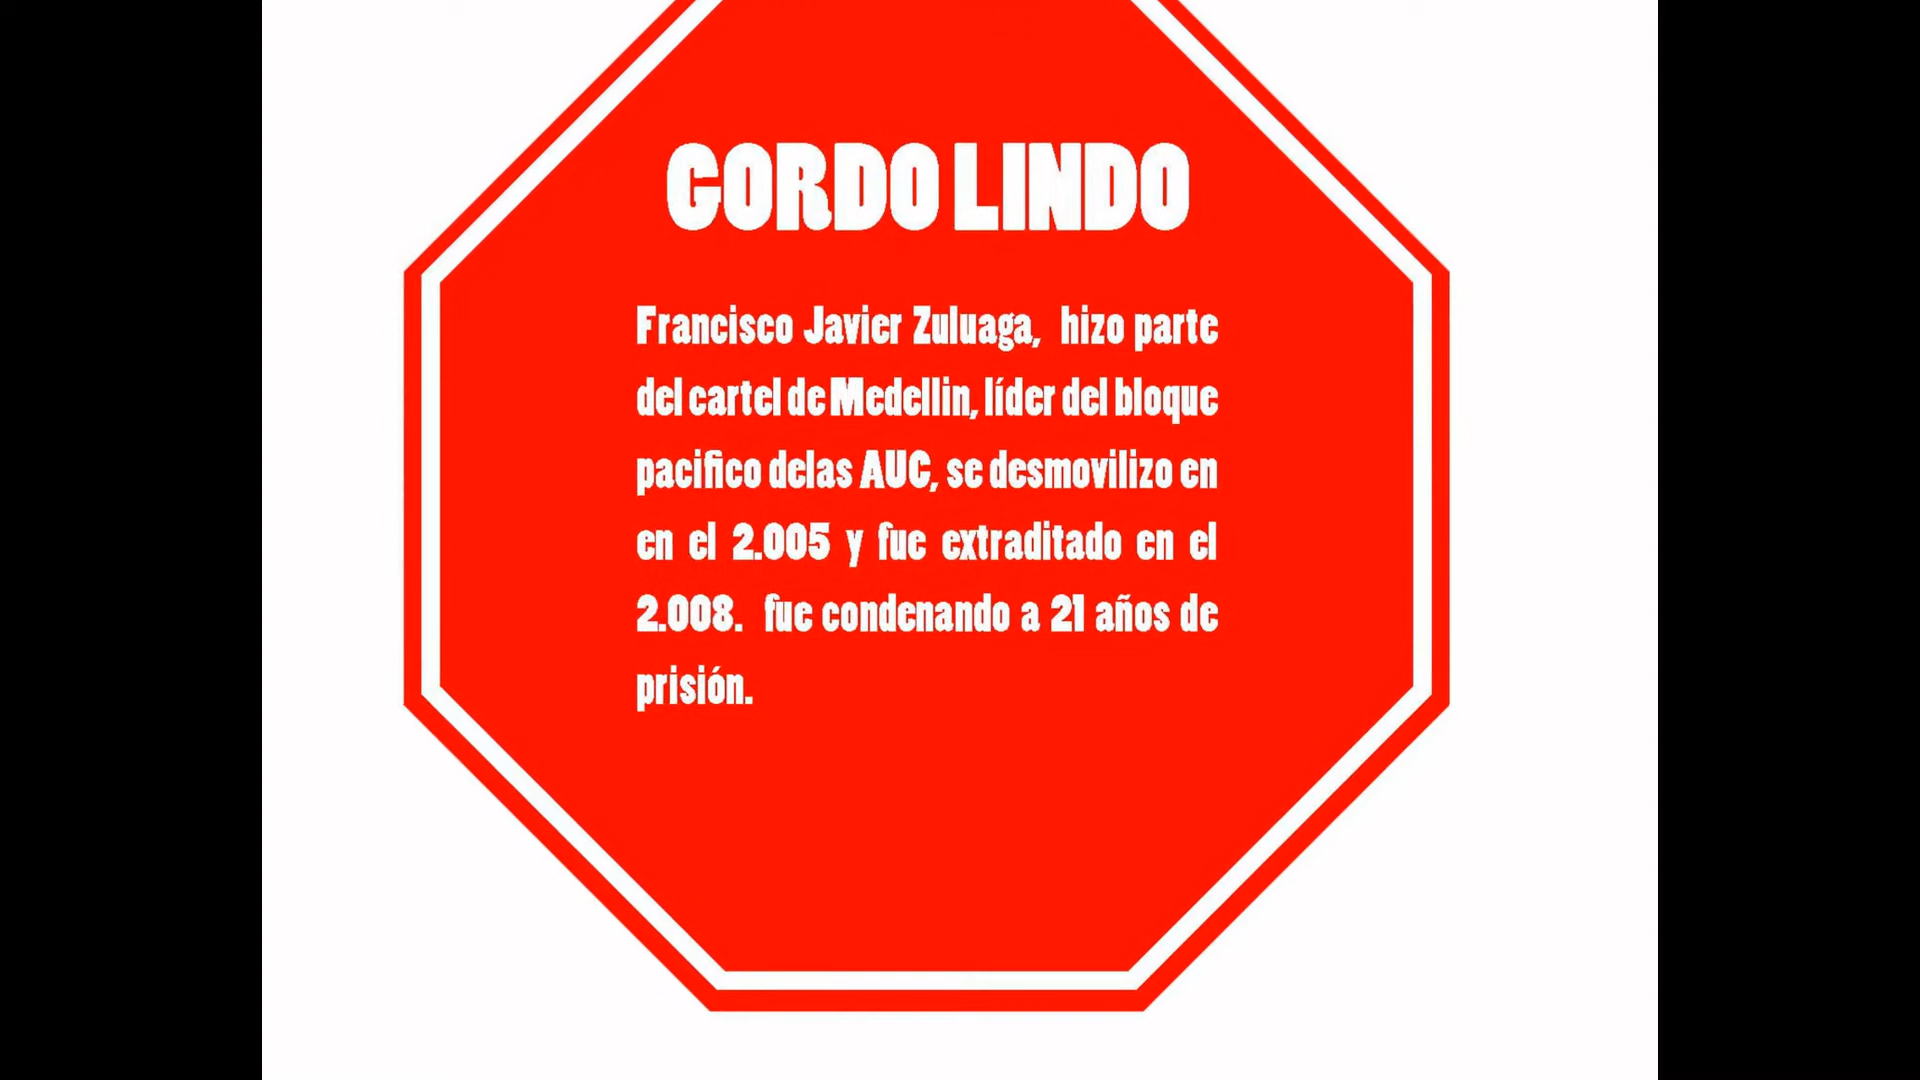 GORDO LINDO
Francisco Javier Zuluaga, hizo parte
del cartel de Medellin, líder del bloque
pacifico delas AUC, se desmovilizo en
en el 2.005 y fue extraditado en el
2.008. fue condenando a 21 años de
prisión.